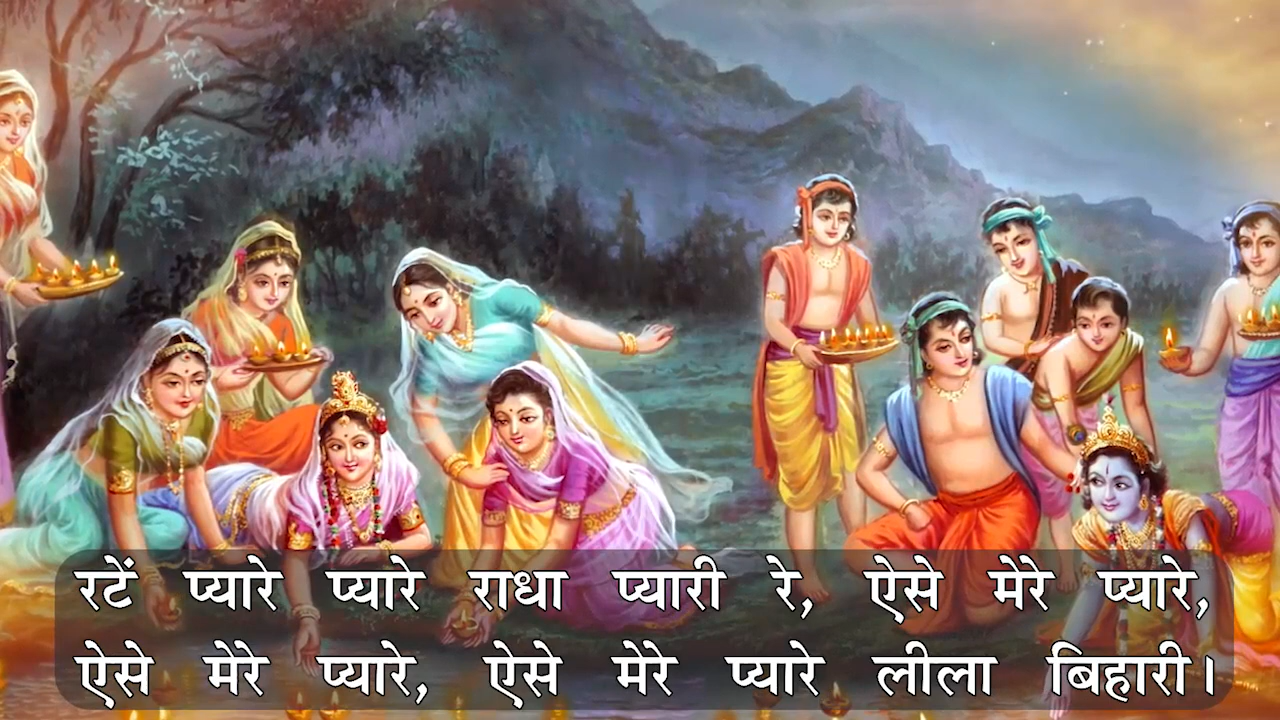 रटें प्यारे प्यारे राधा प्यारी रे, ऐसे मेरे प्यारे,
ऐसे मेरे प्यारे, ऐसे मेरे प्यारे लीला बिहारी।